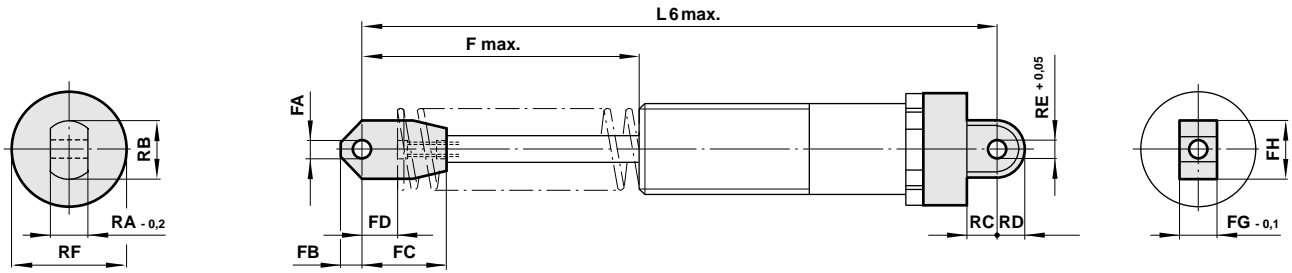 L6 max.
F max.
FA
RE + 0,05
RB
FH
RA - 0,2
RF
FD
FB
FC
RC
RD
FG - 0,1